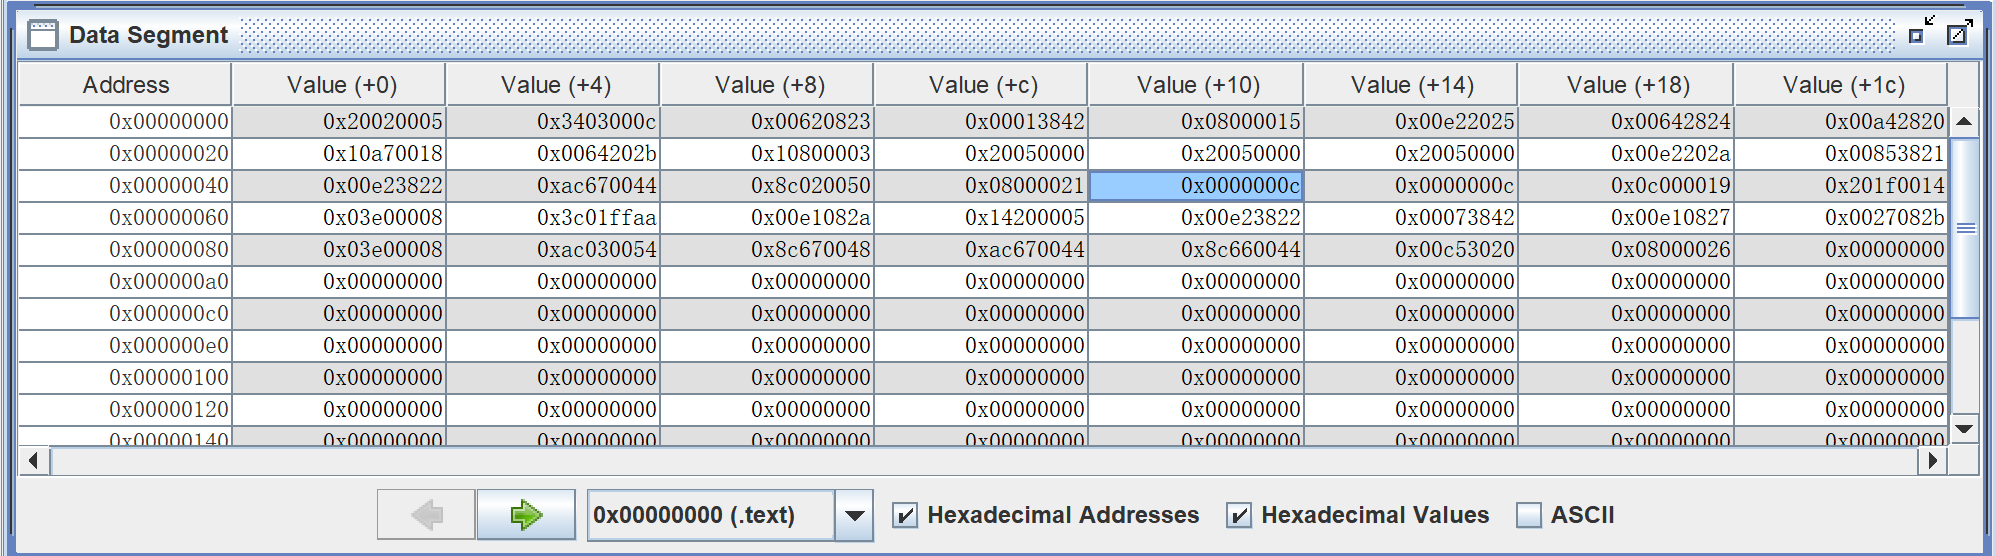 Data Segment
Address Value (+0) Value (+4) Value (+8) Value (+c) Value (+10) Value (+14) Value (+18) Value (+1c)
0x00000000 0x20020005 0x3403000c 0x00620823 0x00013842 0x08000015 0x00e22025 0x00642824 0x00a42820
0x00000020 0x10a70018 0x0064202b 0x10800003 0x20050000 0x20050000 0x20050000 0x00e2202a 0x00853821
0x00000040 0x00e23822 0xac670044 0x8c020050 0x08000021 0x0000000c 0x0000000c 0x0c000019 0x201f0014
0x00000060 0x03e00008 0x3c01ffaa 0x00e1082a 0x14200005 0x00e23822 0x00073842 0x00e10827 0x0027082b
0x00000080 0x03e00008 0xac030054 0x8c670048 0xac670044 0x8c660044 0x00c53020 0x08000026 0x00000000
0x000000a0 0x00000000 0x00000000 0x00000000 0x00000000 0x00000000 0x00000000 0x00000000 0x00000000
0x000000c0 0x00000000 0x00000000 0x00000000 0x00000000 0x00000000 0x00000000 0x00000000 0x00000000
0x000000e0 0x00000000 0x00000000 0x00000000 0x00000000 0x00000000 0x00000000 0x00000000 0x00000000
0x00000100 0x00000000 0x00000000 0x00000000 0x00000000 0x00000000 0x00000000 0x00000000 0x00000000
0x00000120 0x00000000 0x00000000 0x00000000 0x00000000 0x00000000 0x00000000 0x00000000 0x00000000
0x00000140 0x00000000 0x00000000 0x00000000 0x00000000 0x00000000 0x00000000 0x00000000 0x00000000
0x00000000 (.text) Hexadecimal Addresses Hexadecimal Values ASCII